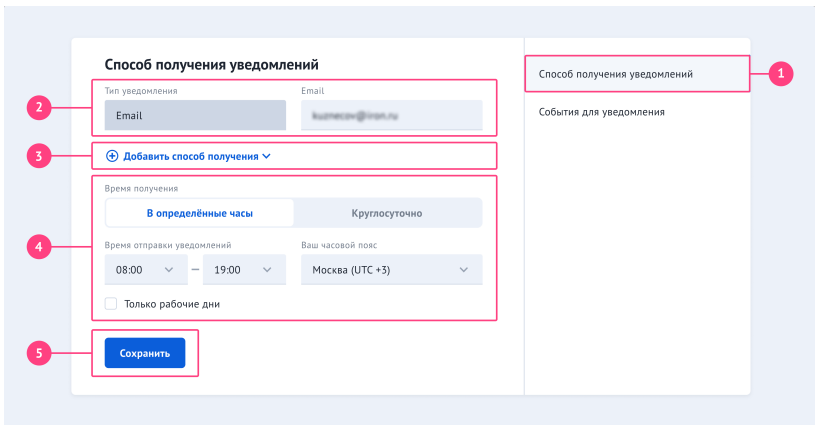 Способ получения уведомлений
Тип уведомления
Email
Email
Добавить способ получения
Время получения
В определённые часы
Круглосуточно
Время отправки уведомлений
Ваш часовой пояс
08:00 – 19:00
Москва (UTC +3)
Только рабочие дни
Сохранить
Способ получения уведомлений
События для уведомления
1
2
3
4
5